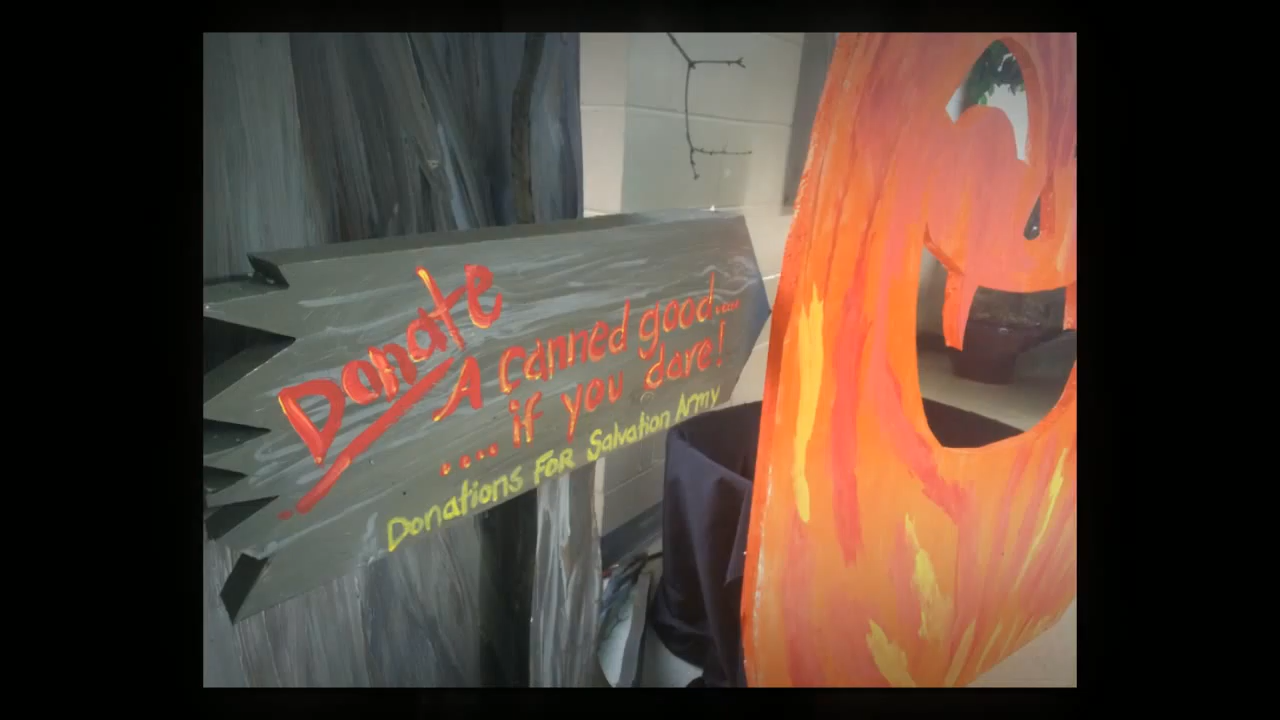 Donate
A canned good....
.... if you dare!
Donations FOR Salvation Army